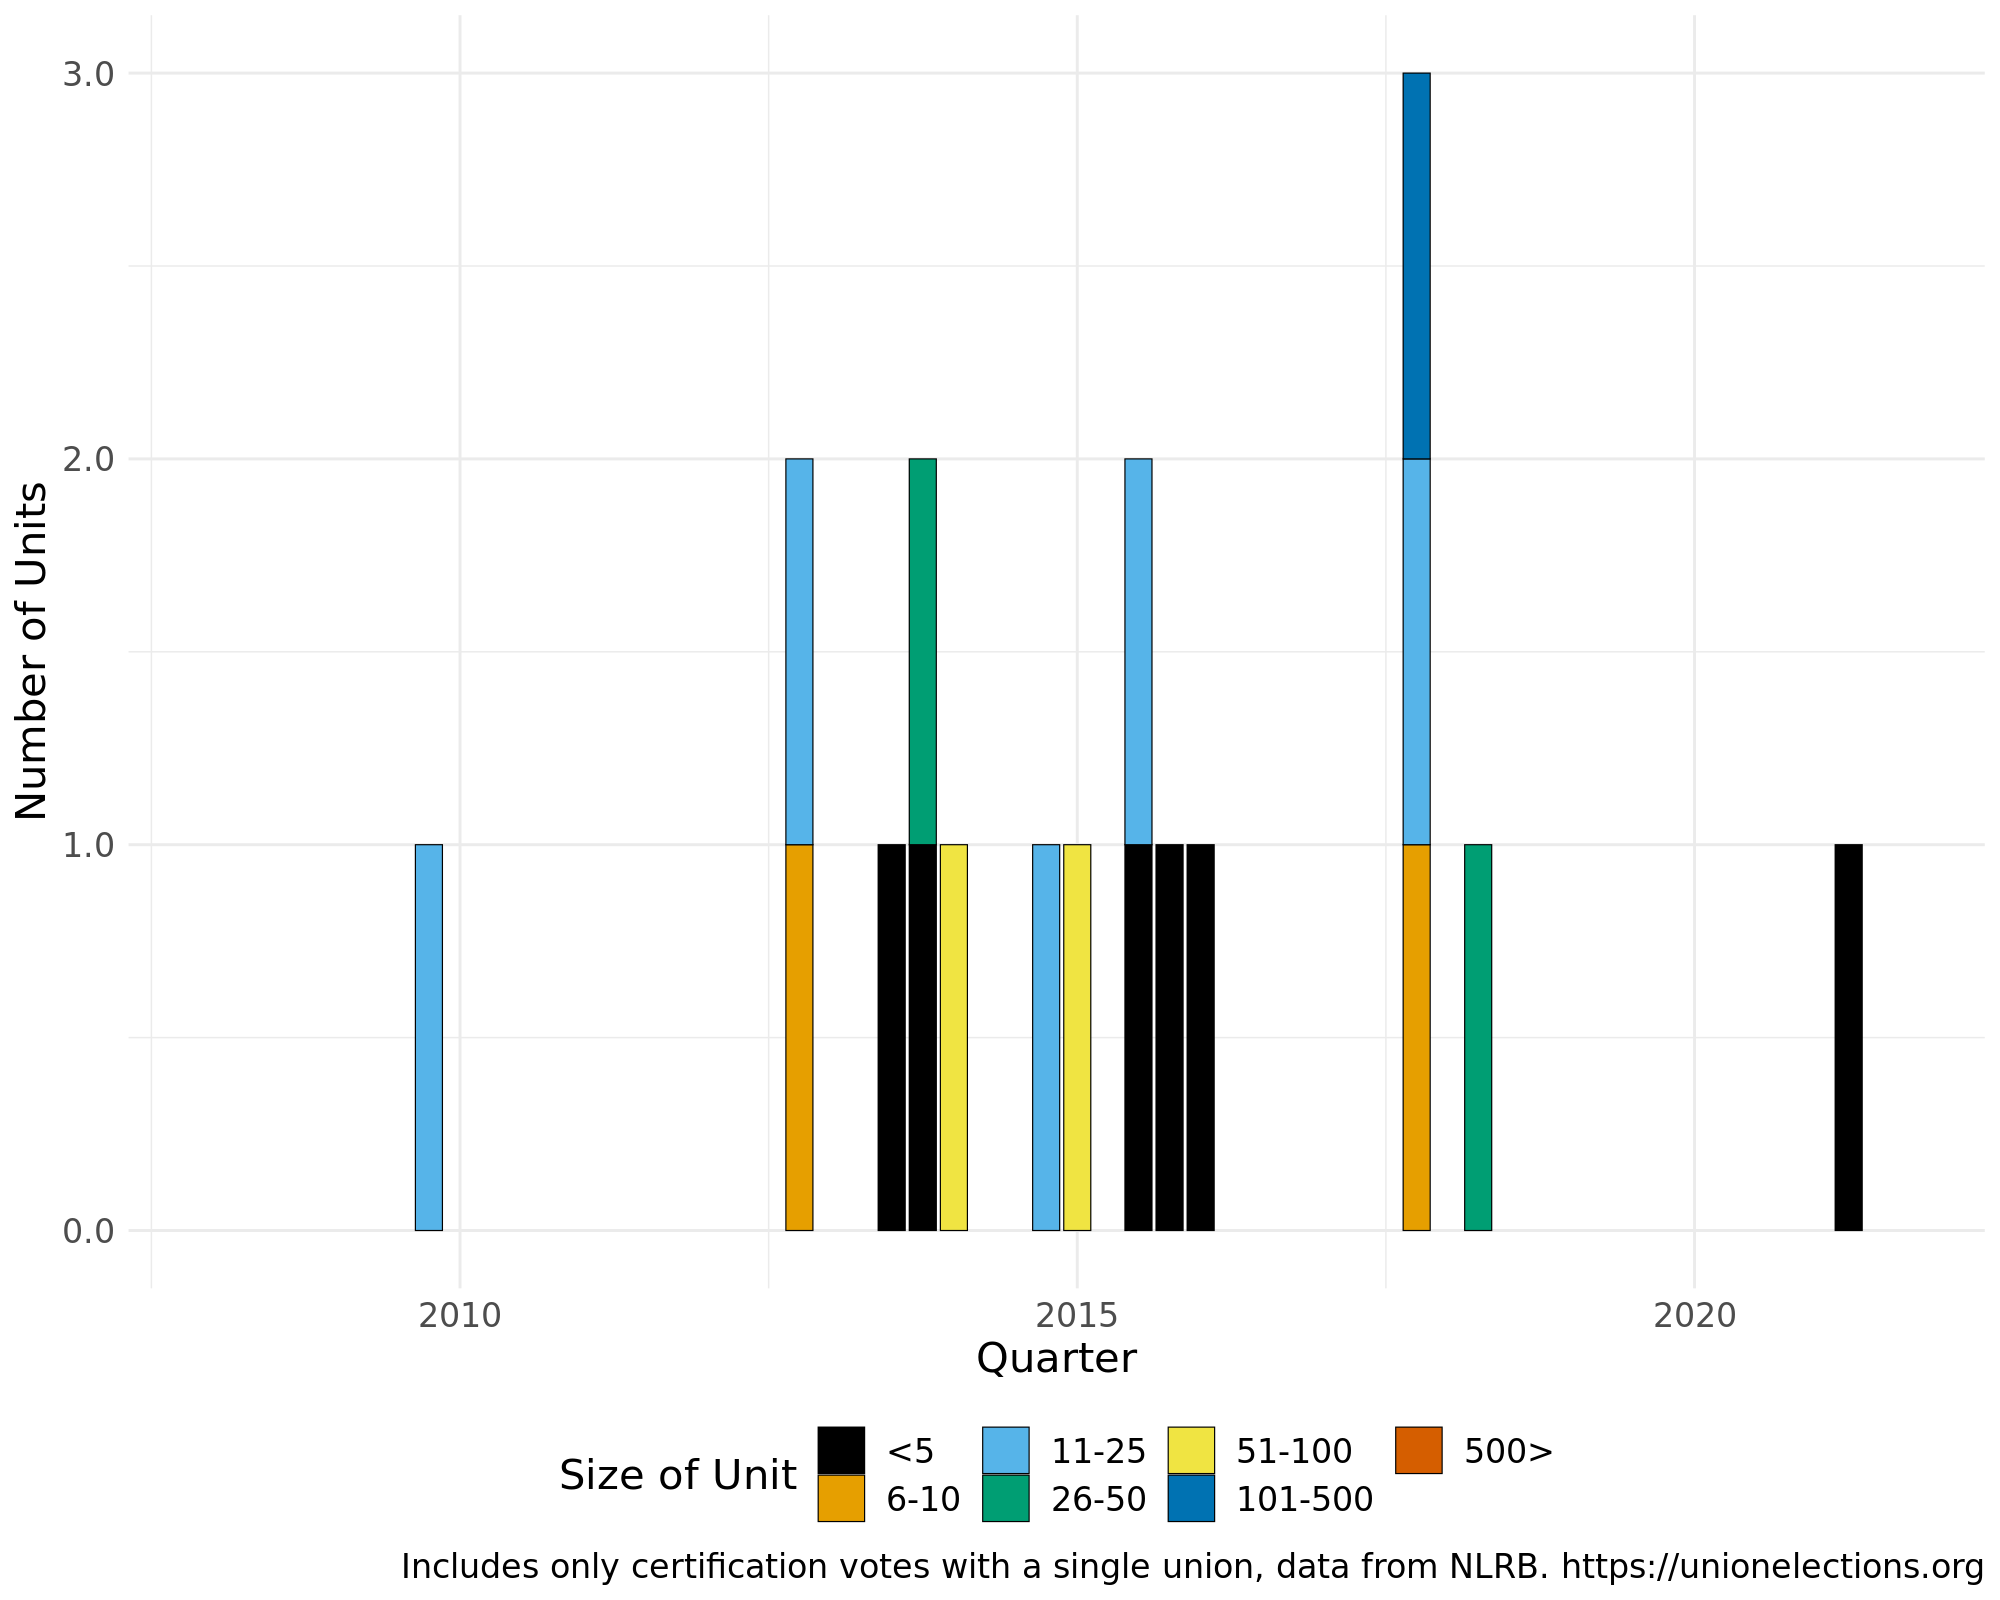 3.0
2.0
1.0
0.0
Number of Units
2010 2015 2020
Quarter
Size of Unit
<5 11-25 51-100 500>
6-10 26-50 101-500
Includes only certification votes with a single union, data from NLRB. https://unionelections.org